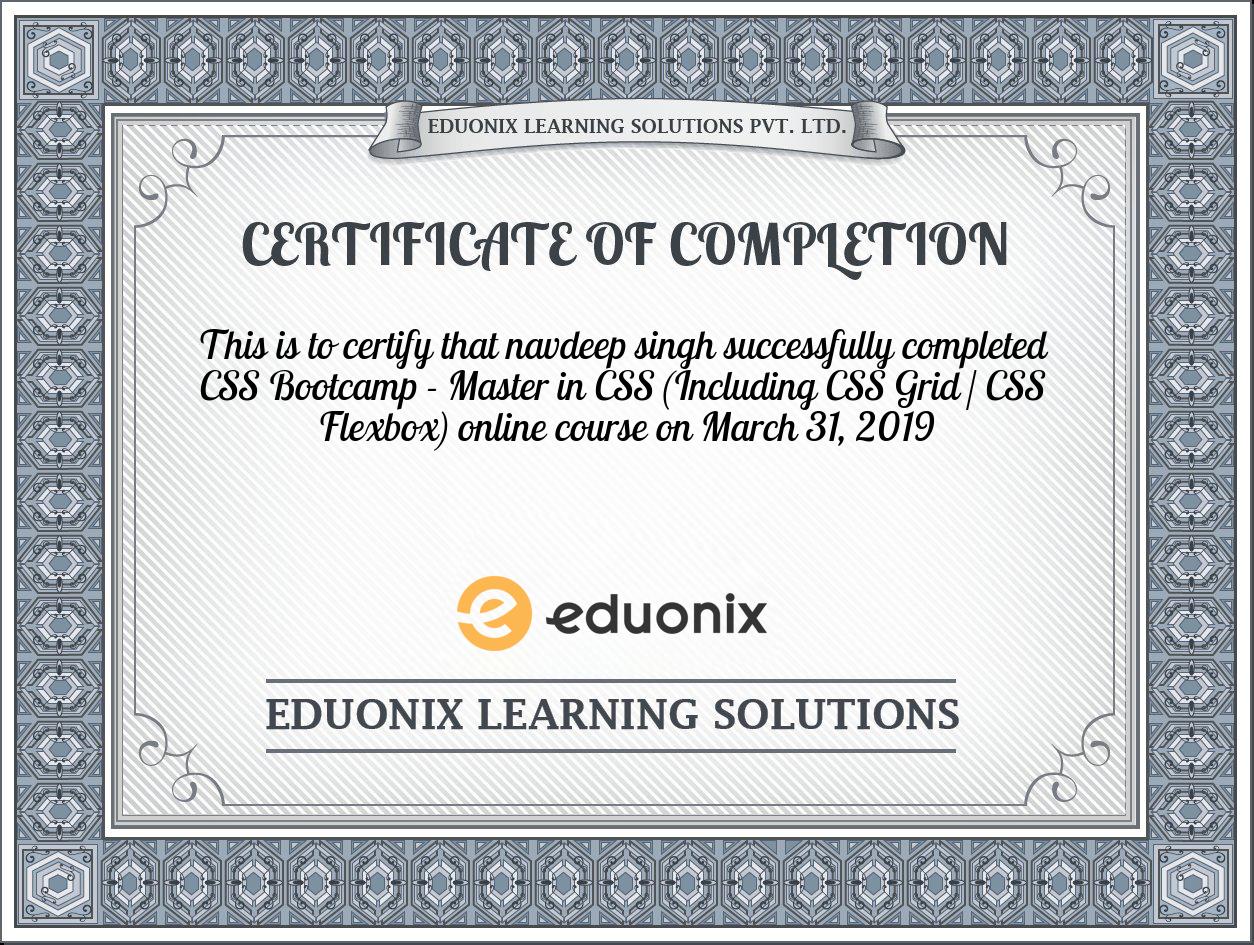 EDUONIX LEARNING SOLUTIONS PVT. LTD.
CERTIFICATE OF COMPLETION
This is to certify that navdeep singh successfully completed
CSS Bootcamp - Master in CSS (Including CSS Grid / CSS
Flexbox) online course on March 31, 2019
eduonix
EDUONIX LEARNING SOLUTIONS